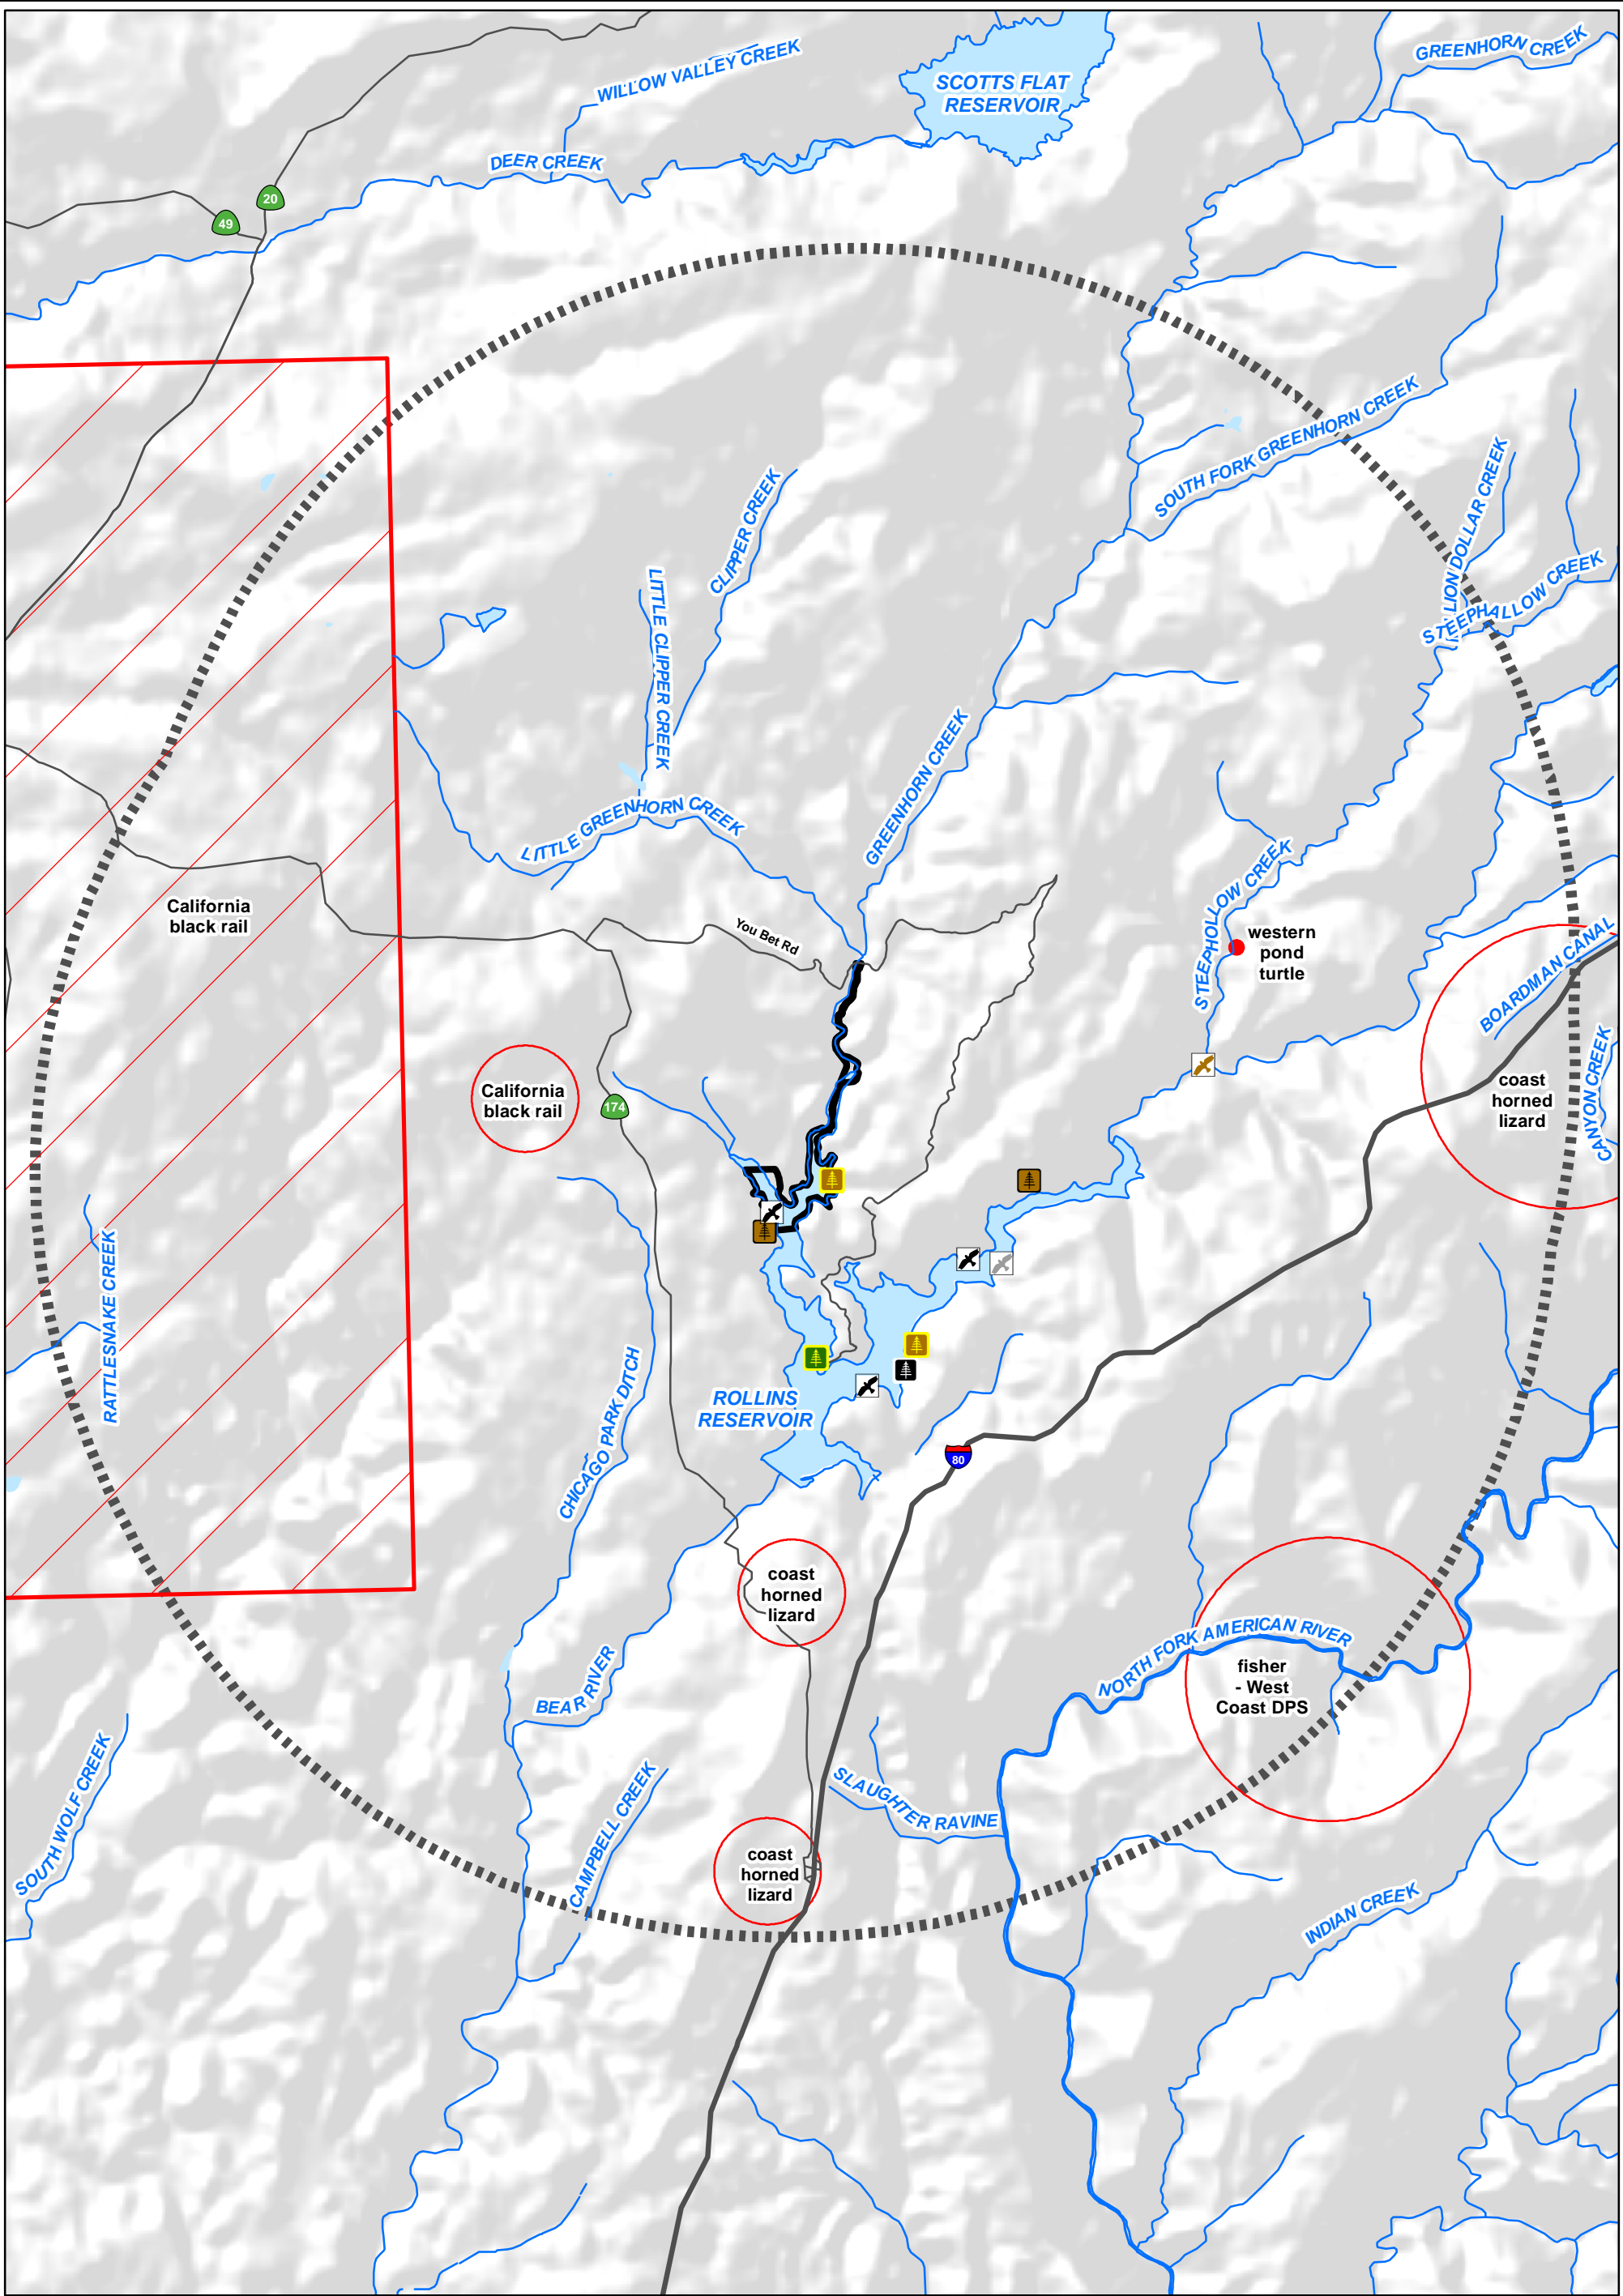 GREENHORN CREEK
WILLOW VALLEY CREEK
SCOTTS FLAT
RESERVOIR
DEER CREEK
20
49
SOUTH FORK GREENHORN CREEK
LION DOLLAR CREEK
STEEPHALLOW CREEK
CLIPPER CREEK
LITTLE CLIPPER CREEK
GREENHORN CREEK
LITTLE GREENHORN CREEK
STEEPHOLLOW CREEK
California
black rail
You Bet Rd
western
pond
turtle
BOARDMAN CANAL
CANYON CREEK
coast
horned
lizard
California
black rail
174
RATTLESNAKE CREEK
CHICAGO PARK DITCH
ROLLINS
RESERVOIR
80
coast
horned
lizard
NORTH FORK AMERICAN RIVER
fisher
- West
Coast DPS
BEAR RIVER
SOUTH WOLF CREEK
CAMPBELL CREEK
SLAUGHTER RAVINE
coast
horned
lizard
INDIAN CREEK